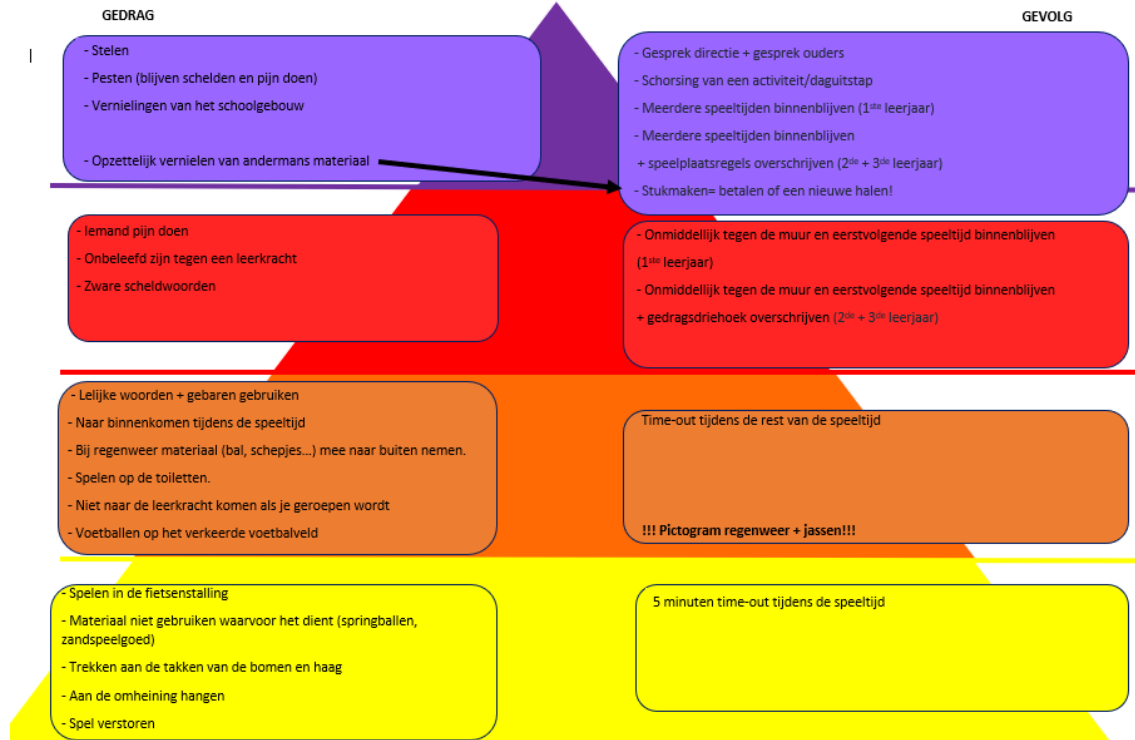 GEDRAG
GEVOLG
- Stelen
- Pesten (blijven schelden en pijn doen)
- Vernielingen van het schoolgebouw
- Opzettelijk vernielen van andermans materiaal
- Gesprek directie + gesprek ouders
- Schorsing van een activiteit/daguitstap
- Meerdere speeltijden binnenblijven (1ste leerjaar)
- Meerdere speeltijden binnenblijven
+ speelplaatsregels overschrijven (2de + 3de leerjaar)
- Stukmaken= betalen of een nieuwe halen!
- Iemand pijn doen
- Onbeleefd zijn tegen een leerkracht
- Zware scheldwoorden
- Onmiddellijk tegen de muur en eerstvolgende speeltijd binnenblijven
(1ste leerjaar)
- Onmiddellijk tegen de muur en eerstvolgende speeltijd binnenblijven
+ gedragsdriehoek overschrijven (2de + 3de leerjaar)
- Lelijke woorden + gebaren gebruiken
- Naar binnenkomen tijdens de speeltijd
- Bij regenweer materiaal (bal, schepjes...) mee naar buiten nemen.
- Spelen op de toiletten.
- Niet naar de leerkracht komen als je geroepen wordt
- Voetballen op het verkeerde voetbalveld
Time-out tijdens de rest van de speeltijd
!!! Pictogram regenweer + jassen!!!
- Spelen in de fietsenstalling
- Materiaal niet gebruiken waarvoor het dient (springballen,
zandspeelgoed)
- Trekken aan de takken van de bomen en haag
- Aan de omheining hangen
- Spel verstoren
5 minuten time-out tijdens de speeltijd